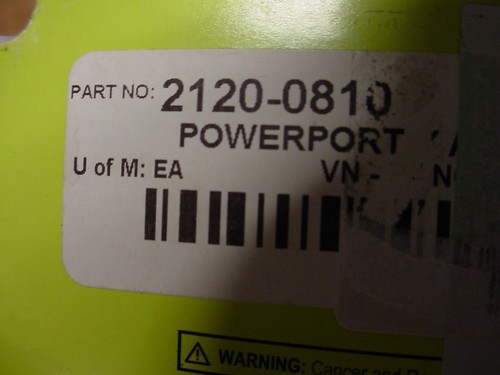 PART NO: 2120-0810
POWERPORT
U of M: EA VN -
WARNING: Cancer and